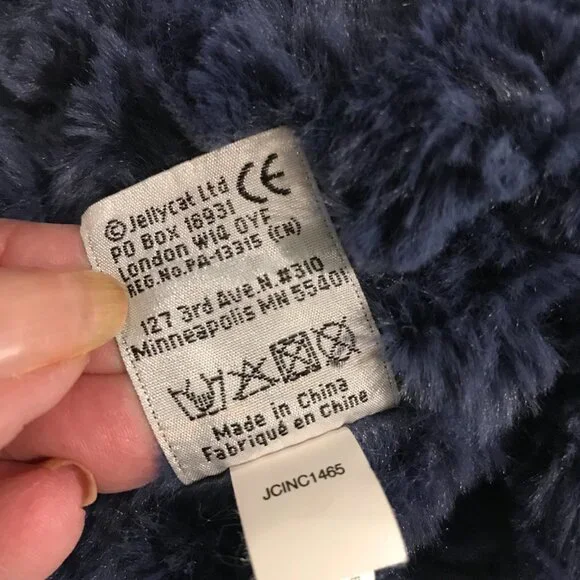 ©Jellycat Ltd CE
PO BOX 18931
London W1G 0YF
REG.No.PA-13315 (CN)
127 3rd Ave N.#310
Minneapolis MN 55401
Made in China
Fabriqué en Chine
JCINC1465